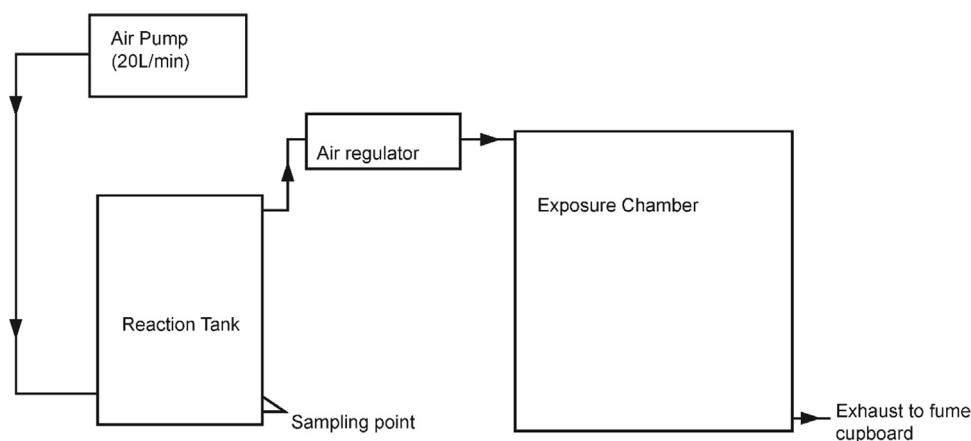 Air Pump
(20L/min)
Air regulator
Exposure Chamber
Reaction Tank
Sampling point
Exhaust to fume
cupboard